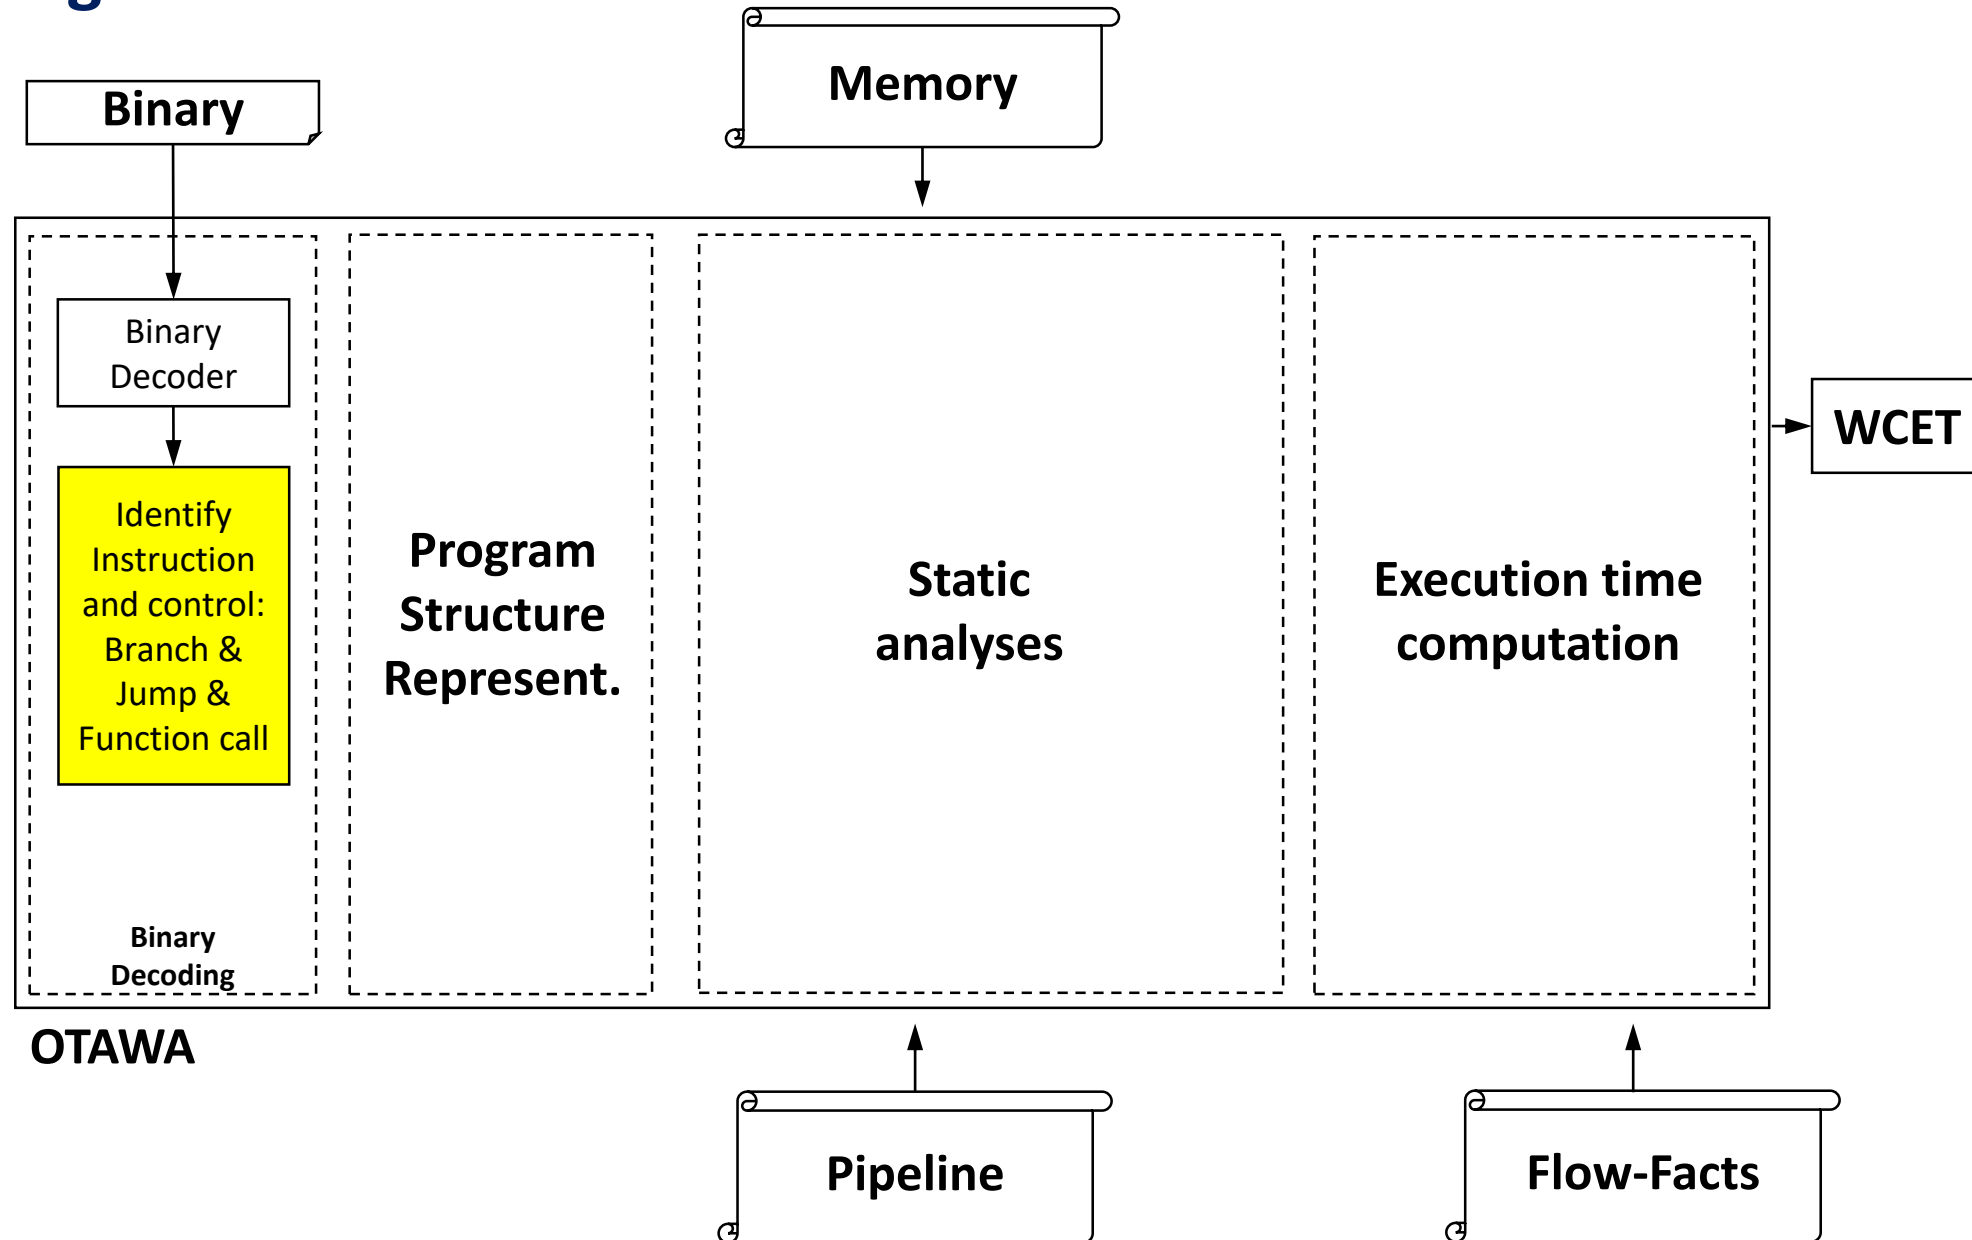 Memory
Binary
Binary
Decoder
Identify
Instruction
and control:
Branch &
Jump &
Function call
Binary
Decoding
Program
Structure
Represent.
Static
analyses
Execution time
computation
WCET
OTAWA
Pipeline
Flow-Facts